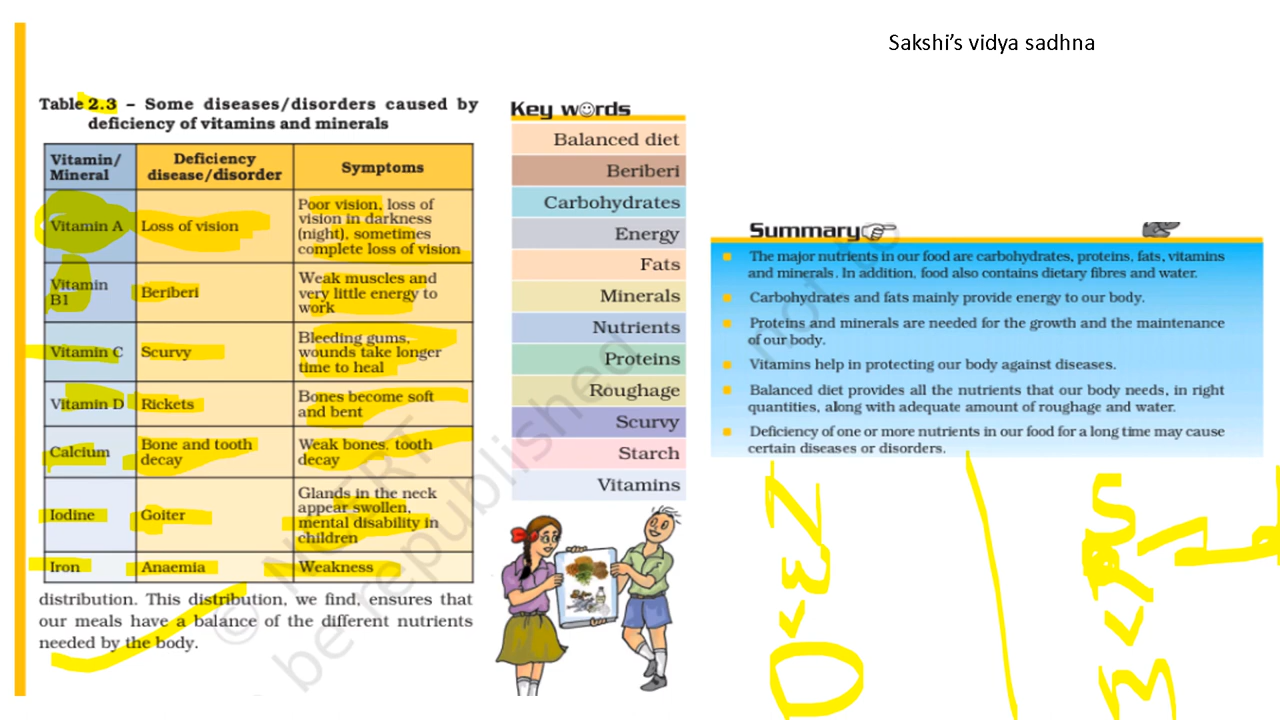 Sakshi's vidya sadhna
Table 2.3 – Some diseases/disorders caused by
deficiency of vitamins and minerals
Vitamin/
Mineral
Deficiency
disease/disorder
Symptoms
Vitamin A
Loss of vision
Poor vision, loss of
vision in darkness
(night), sometimes
complete loss of vision
Vitamin
B1
Beriberi
Weak muscles and
very little energy to
work
Vitamin C
Scurvy
Bleeding gums,
wounds take longer
time to heal
Vitamin D
Rickets
Bones become soft
and bent
Calcium
Bone and tooth
decay
Weak bones, tooth
decay
Iodine
Goiter
Glands in the neck
appear swollen,
mental disability in
children
Iron
Anaemia
Weakness
distribution. This distribution, we find, ensures that
our meals have a balance of the different nutrients
needed by the body.
Key words
Balanced diet
Beriberi
Carbohydrates
Energy
Fats
Minerals
Nutrients
Proteins
Roughage
Scurvy
Starch
Vitamins
Summary
The major nutrients in our food are carbohydrates, proteins, fats, vitamins
and minerals. In addition, food also contains dietary fibres and water.
Carbohydrates and fats mainly provide energy to our body.
Proteins and minerals are needed for the growth and the maintenance
of our body.
Vitamins help in protecting our body against diseases.
Balanced diet provides all the nutrients that our body needs, in right
quantities, along with adequate amount of roughage and water.
Deficiency of one or more nutrients in our food for a long time may cause
certain diseases or disorders.
© NCERT
be republished